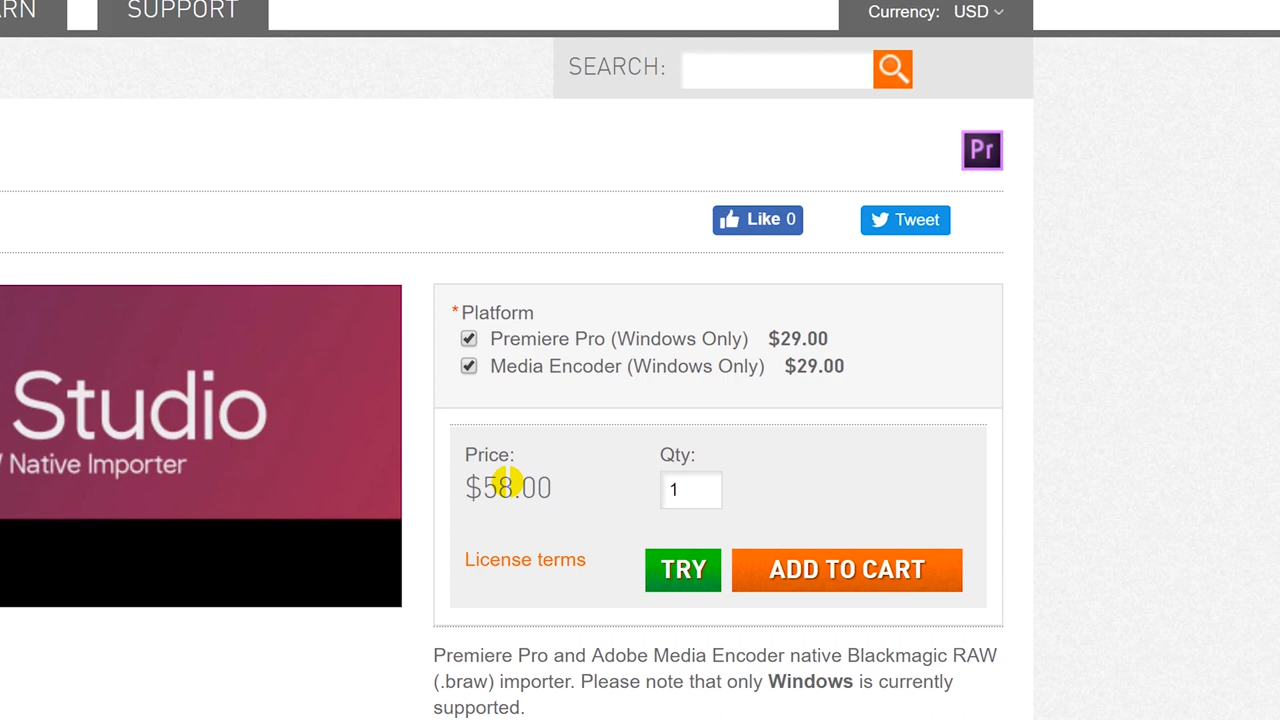 SUPPORT
Currency: USD
SEARCH:
Pr
Like 0
Tweet
Studio
Native Importer
* Platform
Premiere Pro (Windows Only) $29.00
Media Encoder (Windows Only) $29.00
Price:
Qty:
$58.00
1
License terms
TRY
ADD TO CART
Premiere Pro and Adobe Media Encoder native Blackmagic RAW
(.braw) importer. Please note that only Windows is currently
supported.